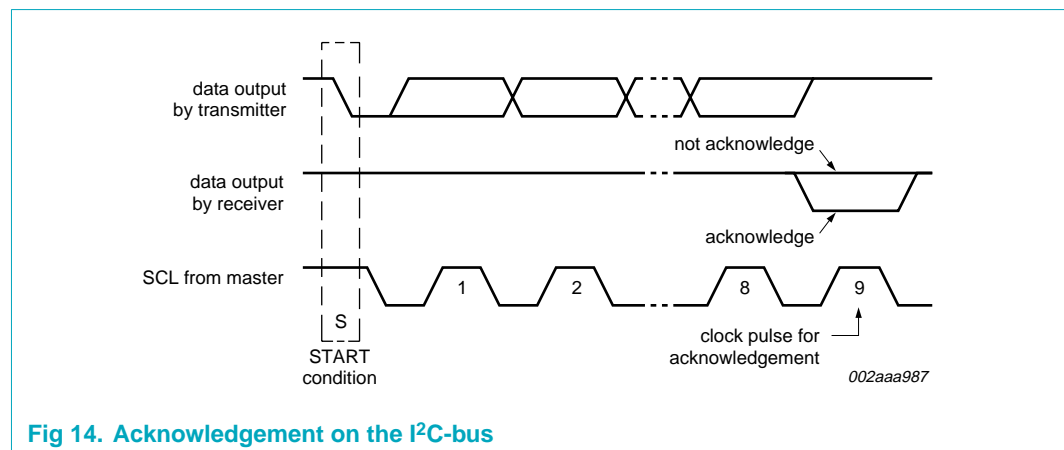 data output
by transmitter
not acknowledge
data output
by receiver
acknowledge
SCL from master
1
2
8
9
S
START
condition
clock pulse for
acknowledgement
002aaa987
Fig 14. Acknowledgement on the I²C-bus